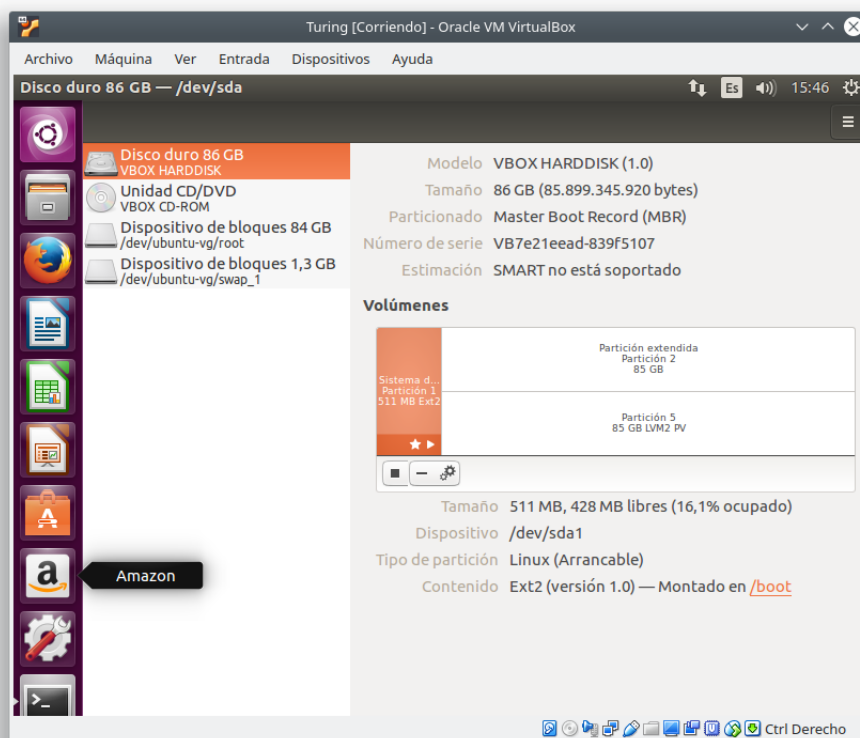 Turing [Corriendo] - Oracle VM VirtualBox
Archivo Máquina Ver Entrada Dispositivos Ayuda
Disco duro 86 GB — /dev/sda Es 15:46
Disco duro 86 GB
VBOX HARDDISK
Unidad CD/DVD
VBOX CD-ROM
Dispositivo de bloques 84 GB
/dev/ubuntu-vg/root
Dispositivo de bloques 1,3 GB
/dev/ubuntu-vg/swap_1
Modelo VBOX HARDDISK (1.0)
Tamaño 86 GB (85.899.345.920 bytes)
Particionado Master Boot Record (MBR)
Número de serie VB7e21eead-839f5107
Estimación SMART no está soportado
Volúmenes
Sistema d...
Partición 1
511 MB Ext2
Partición extendida
Partición 2
85 GB
Partición 5
85 GB LVM2 PV
Tamaño 511 MB, 428 MB libres (16,1% ocupado)
Dispositivo /dev/sda1
Tipo de partición Linux (Arrancable)
Contenido Ext2 (versión 1.0) — Montado en /boot
Amazon
Ctrl Derecho